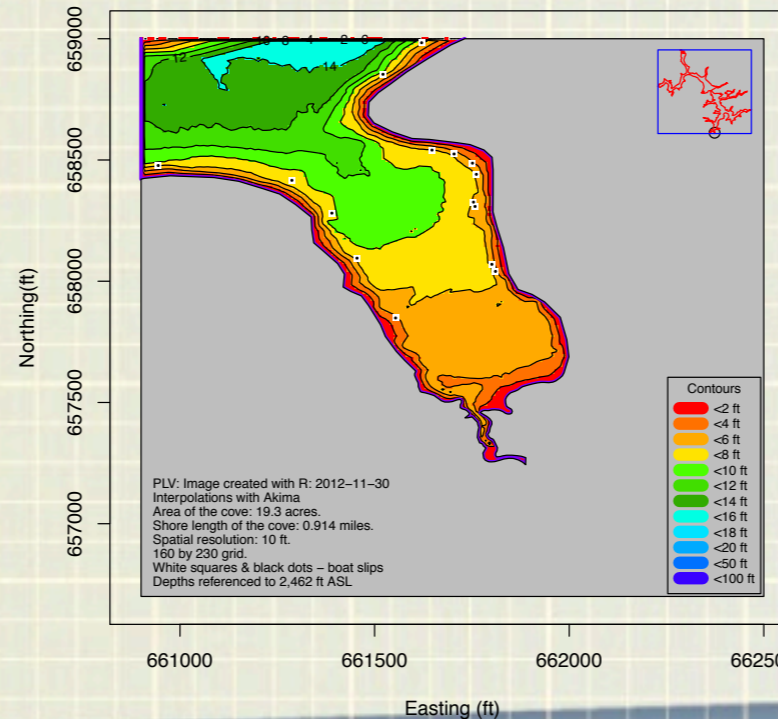 659000
658500
658000
657500
657000
Northing(ft)
12
14
PLV: Image created with R: 2012−11−30
Interpolations with Akima
Area of the cove: 19.3 acres.
Shore length of the cove: 0.914 miles.
Spatial resolution: 10 ft.
160 by 230 grid.
White squares & black dots − boat slips
Depths referenced to 2,462 ft ASL
Contours
<2 ft
<4 ft
<6 ft
<8 ft
<10 ft
<12 ft
<14 ft
<16 ft
<18 ft
<20 ft
<50 ft
<100 ft
661000
661500
662000
66250
Easting (ft)